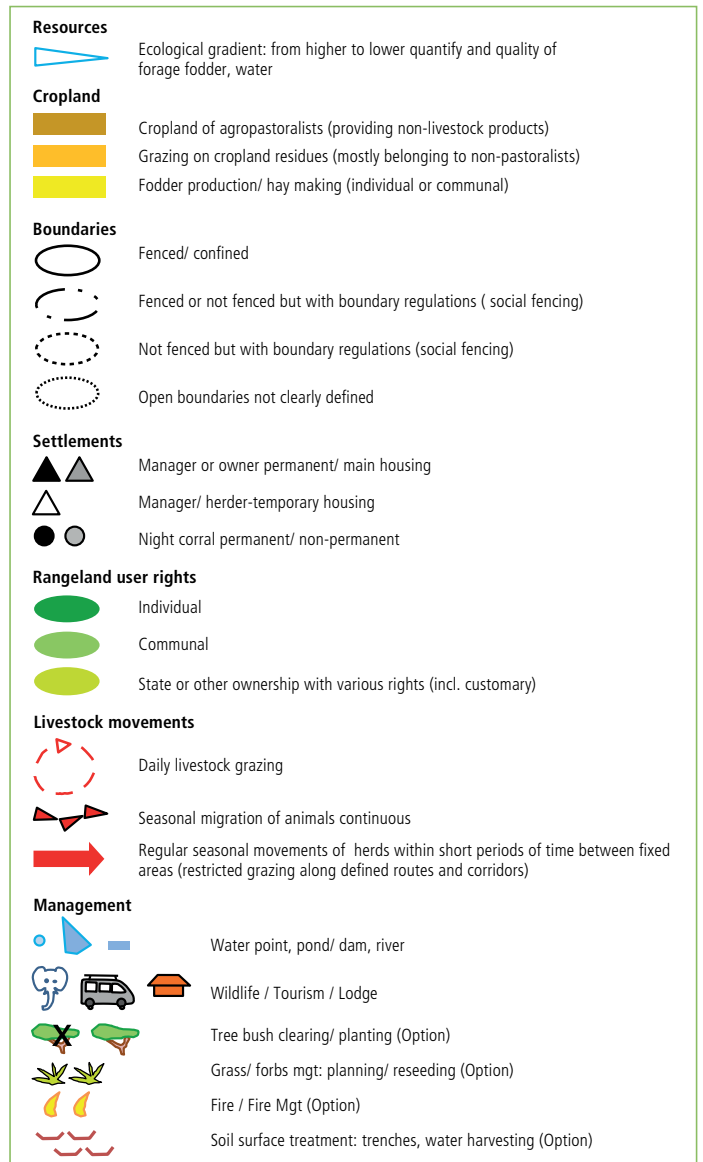 Resources
Ecological gradient: from higher to lower quantify and quality of
forage fodder, water
Cropland
Cropland of agropastoralists (providing non-livestock products)
Grazing on cropland residues (mostly belonging to non-pastoralists)
Fodder production/ hay making (individual or communal)
Boundaries
Fenced/ confined
Fenced or not fenced but with boundary regulations ( social fencing)
Not fenced but with boundary regulations (social fencing)
Open boundaries not clearly defined
Settlements
Manager or owner permanent/ main housing
Manager/ herder-temporary housing
Night corral permanent/ non-permanent
Rangeland user rights
Individual
Communal
State or other ownership with various rights (incl. customary)
Livestock movements
Daily livestock grazing
Seasonal migration of animals continuous
Regular seasonal movements of herds within short periods of time between fixed
areas (restricted grazing along defined routes and corridors)
Management
Water point, pond/ dam, river
Wildlife / Tourism / Lodge
X
Tree bush clearing/ planting (Option)
Grass/ forbs mgt: planning/ reseeding (Option)
Fire / Fire Mgt (Option)
Soil surface treatment: trenches, water harvesting (Option)